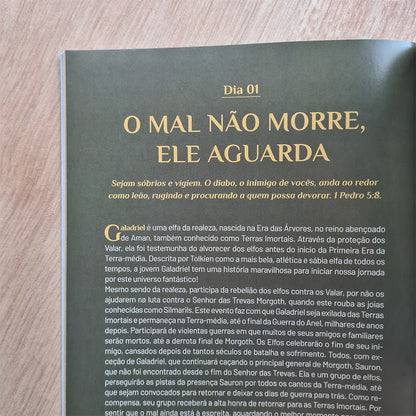 Dia 01
O MAL NÃO MORRE,
ELE AGUARDA
Sejam sóbrios e vigiem. O diabo, o inimigo de vocês, anda ao redor
como leão, rugindo e procurando a quem possa devorar. 1 Pedro 5:8.
Galadriel é uma elfa da realeza, nascida na Era das Árvores, no reino abençoado
de Aman, também conhecido como Terras Imortais. Através da proteção dos
Valar, ela foi testemunha do alvorecer dos elfos antes do início da Primeira Era da
Terra-média. Descrita por Tolkien como a mais bela, atlética e sábia elfa de todos os
tempos, a jovem Galadriel tem uma história maravilhosa para iniciar nossa jornada
por este universo fantástico!
Mesmo sendo da realeza, participa da rebelião dos elfos contra os Valar, por não os
ajudarem na luta contra o Senhor das Trevas Morgoth, quando este rouba as joias
conhecidas como Silmarils. Este evento faz com que Galadriel seja exilada das Terras
Imortais e permaneça na Terra-média, até o final da Guerra do Anel, milhares de anos
depois. Participará de violentas guerras em que muitos de seus amigos e familiares
serão mortos, até a derrota final de Morgoth. Os Elfos celebrarão o fim de seu ini-
migo, cansados depois de tantos séculos de batalha e sofrimento. Todos, com ex-
ceção de Galadriel, que continuará caçando o principal general de Morgoth, Sauron,
que não foi encontrado desde o fim do Senhor das Trevas. Ela e um grupo de elfos,
perseguirão as pistas da presença Sauron por todos os cantos da Terra-média, até
que sejam convocados para retornar e deixar os dias de guerra para trás. Como re-
compensa, seu grupo receberá a alta honra de retornar para as Terras Imortais. Por
sentir que o mal ainda está à espreita, aguardando o melhor momento para